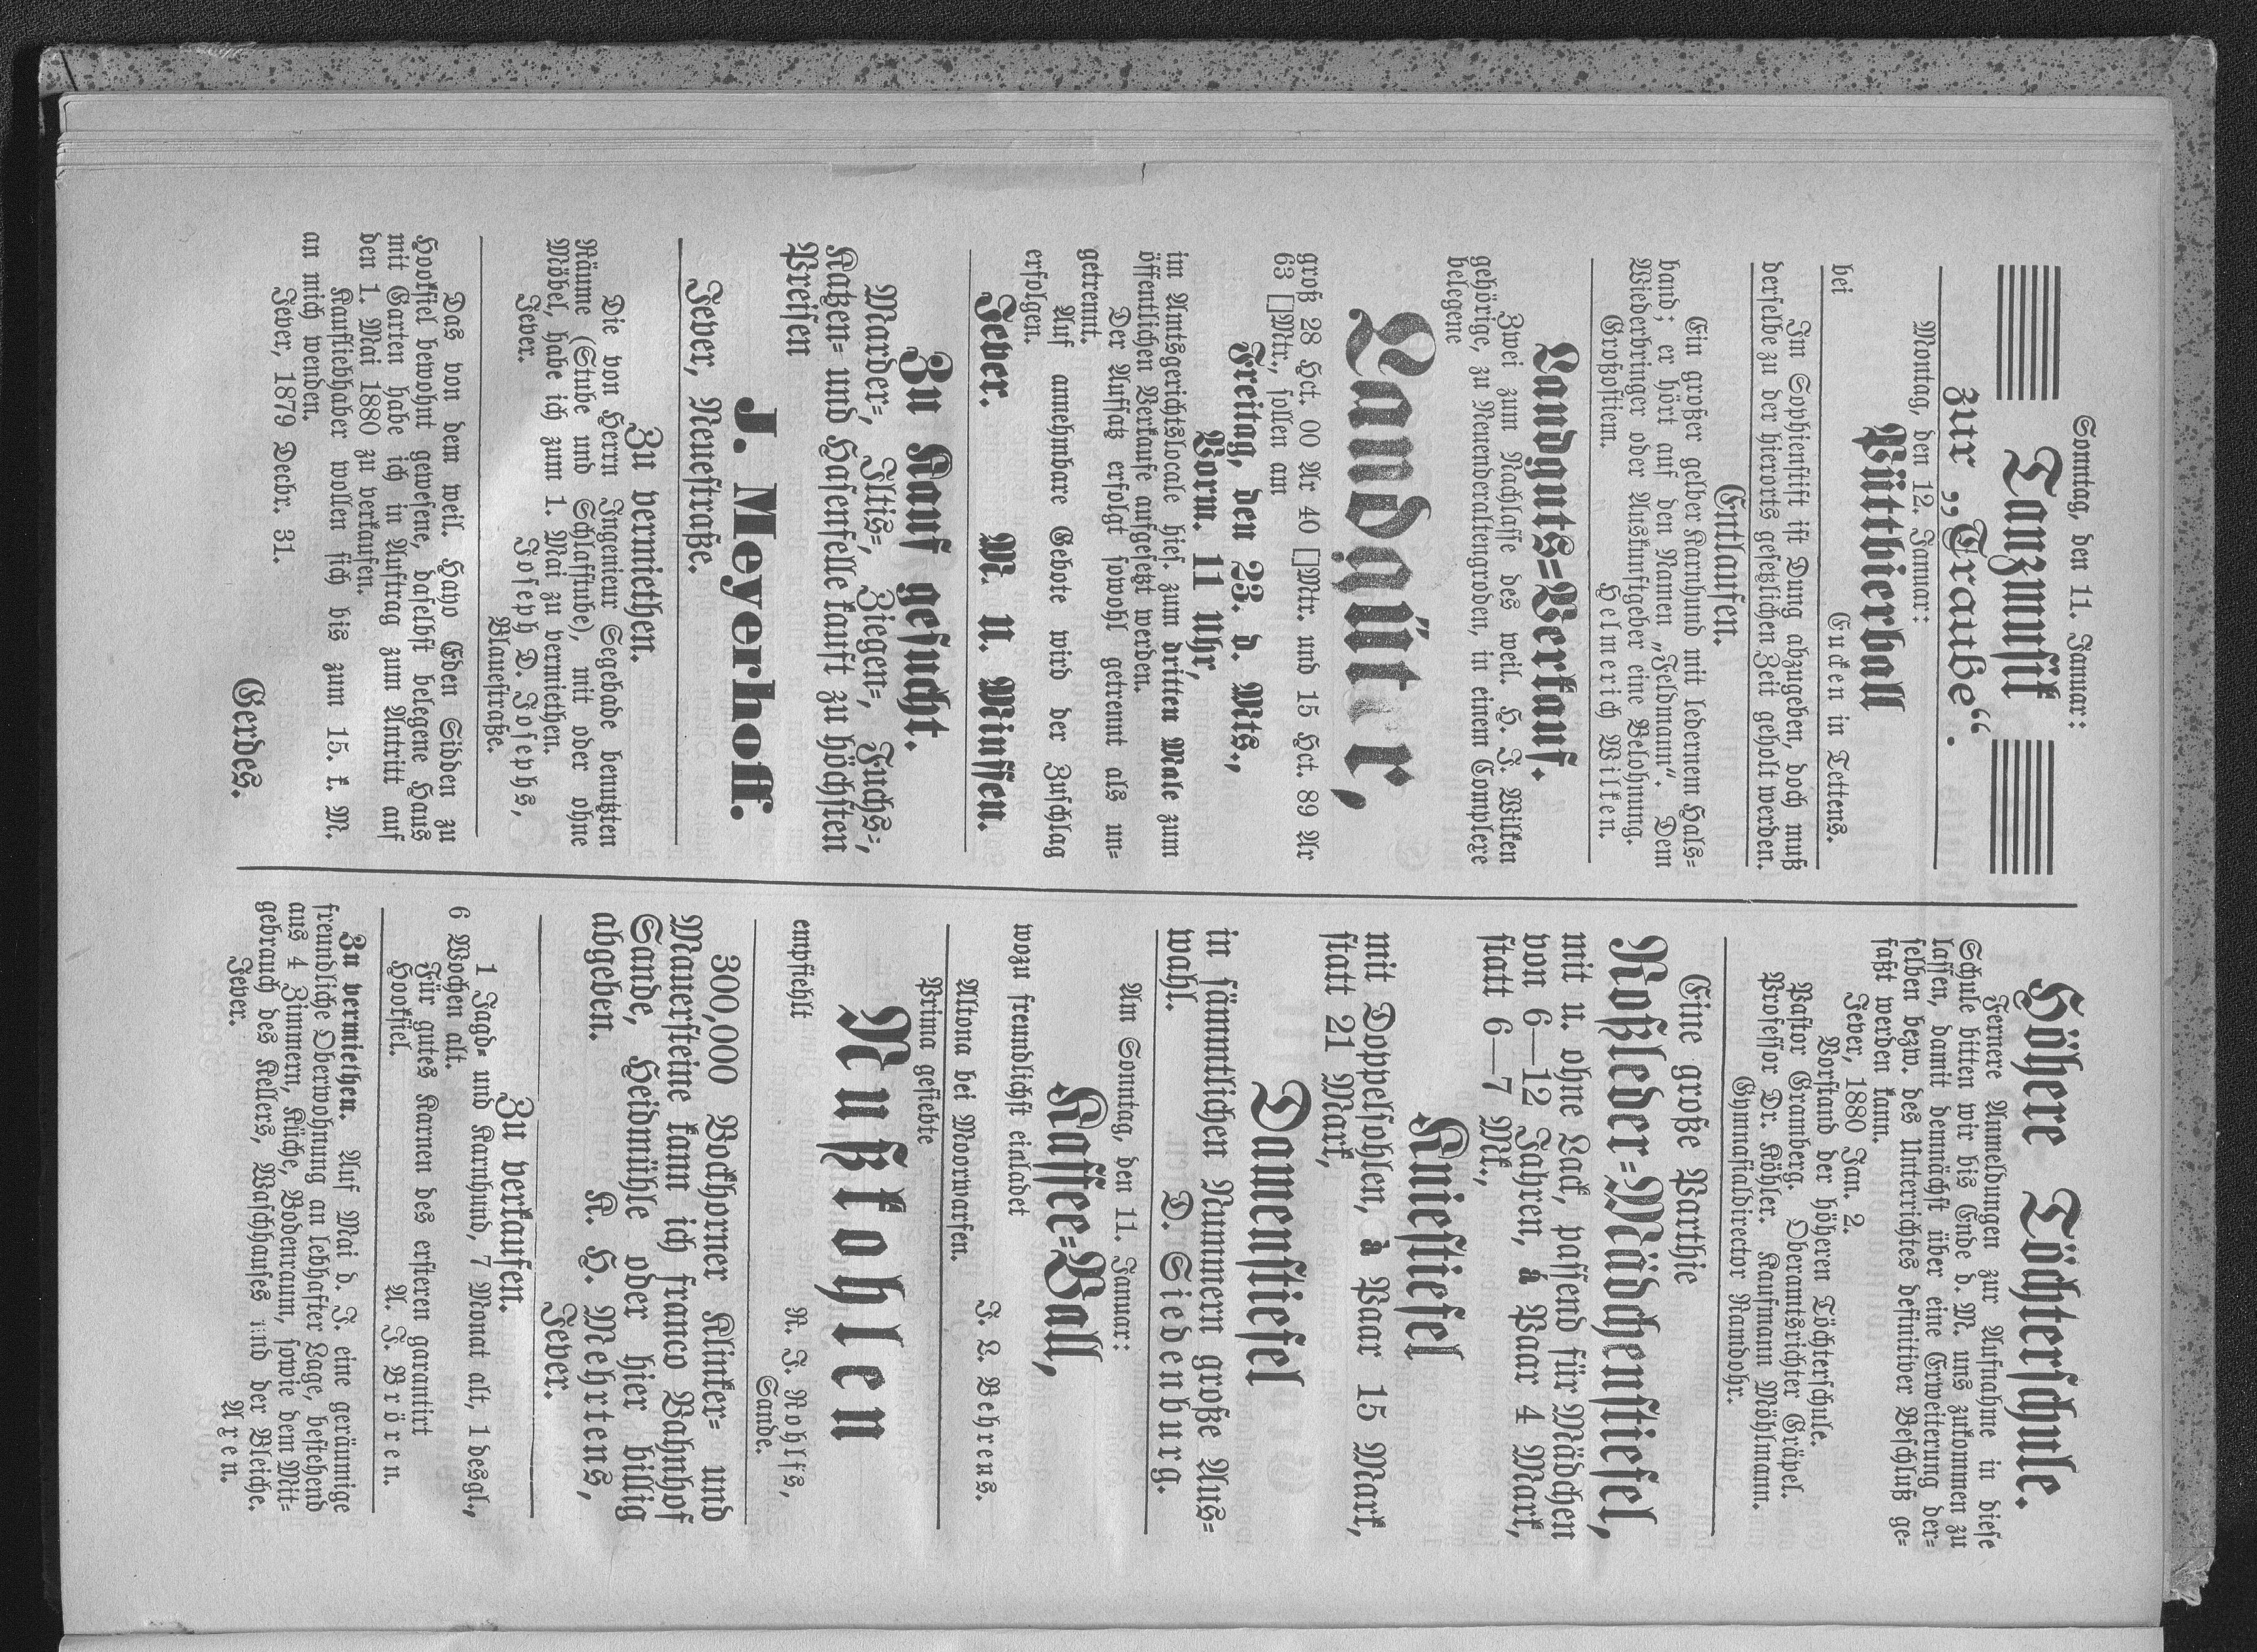 Sonntag, den 11. Januar:
Tanzmusik
zur „Traube“.
Montag, den 12. Januar:
Püttbierball
bei Eucken in Tettens.
Im Sophienstift ist Dung abzugeben, doch muß
derselbe zu der hierorts gesetzlichen Zeit geholt werden.
Entlaufen.
Ein großer gelber Karnhund mit ledernem Hals=
band; er hört auf den Namen „Feldmann“. Dem
Wiederbringer oder Auskunftgeber eine Belohnung.
Großostiem. Helmerich Wilken.
Landguts=Verkauf.
Zwei zum Nachlasse des weil. H. J. Wilken
gehörige, zu Neuenderaltengroden, in einem Complexe
belegene
Landgüter,
groß 28 Hct. 00 Ar 40 □Mtr. und 15 Hct. 89 Ar
63 □Mtr., sollen am
Freitag, den 23. d. Mts.,
Vorm. 11 Uhr,
im Amtsgerichtslocale hies. zum dritten Male zum
öffentlichen Verkaufe aufgesetzt werden.
Der Aufsatz erfolgt sowohl getrennt als un=
getrennt.
Auf annehmbare Gebote wird der Zuschlag
erfolgen.
Jever. M. U. Minssen.
Zu Kauf gesucht.
Marder=, Iltis=, Ziegen=, Fuchs=,
Katzen= und Hasenfelle kauft zu höchsten
Preisen
J. Meyerhoff.
Jever, Neuestraße.
Zu vermiethen.
Die von Herrn Ingenieur Segebade benutzten
Räume (Stube und Schlafstube), mit oder ohne
Möbel, habe ich zum 1. Mai zu vermiethen.
Jever. Joseph D. Josephs,
Blauestraße.
Das von dem weil. Hayo Eden Sidden zu
Hooksiel bewohnt gewesene, daselbst belegene Haus
mit Garten habe ich in Auftrag zum Antritt auf
den 1. Mai 1880 zu verkaufen.
Kaufliebhaber wollen sich bis zum 15. k. M.
an mich wenden.
Jever, 1879 Decbr. 31.
Gerdes.
Höhere Töchterschule.
Fernere Anmeldungen zur Aufnahme in diese
Schule bitten wir bis Ende d. M. uns zukommen zu
lassen, damit demnächst über eine Erweiterung der=
selben bezw. des Unterrichtes definitiver Beschluß ge=
faßt werden kann.
Jever, 1880 Jan. 2.
Vorstand der höheren Töchterschule.
Pastor Gramberg. Oberamtsrichter Gräpel.
Professor Dr. Köhler. Kaufmann Möhlmann.
Gymnasialdirector Ramdohr.
Eine große Parthie
Roßleder=Mädchenstiefel,
mit u. ohne Lack, passend für Mädchen
von 6—12 Jahren, à Paar 4 Mark,
statt 6—7 Mk.,
Kniestiefel
mit Doppelsohlen, à Paar 15 Mark,
statt 21 Mark,
Damenstiefel
in sämmtlichen Nummern große Aus=
wahl. D. Siedenburg.
Am Sonntag, den 11. Januar:
Kaffee=Ball,
wozu freundlichst einladet
J. L. Behrens.
Altona bei Moorwarfen.
Prima gesiebte
Nußkohlen
empfiehlt R. J. Rohlfs,
Sande.
300,000 Bockhorner Klinker= und
Mauersteine kann ich franco Bahnhof
Sande, Heidmühle oder hier billig
abgeben. K. H. Mehrtens,
Jever.
Zu verkaufen.
1 Jagd= und Karnhund, 7 Monat alt, 1 desgl.,
6 Wochen alt.
Für gutes Karnen des ersteren garantirt
Hooksiel. A. J. Brören.
Zu vermiethen. Auf Mai d. J. eine geräumige
freundliche Oberwohnung an lebhafter Lage, bestehend
aus 4 Zimmern, Küche, Bodenraum, sowie dem Mit=
gebrauch des Kellers, Waschhauses und der Bleiche.
Jever. Agen.